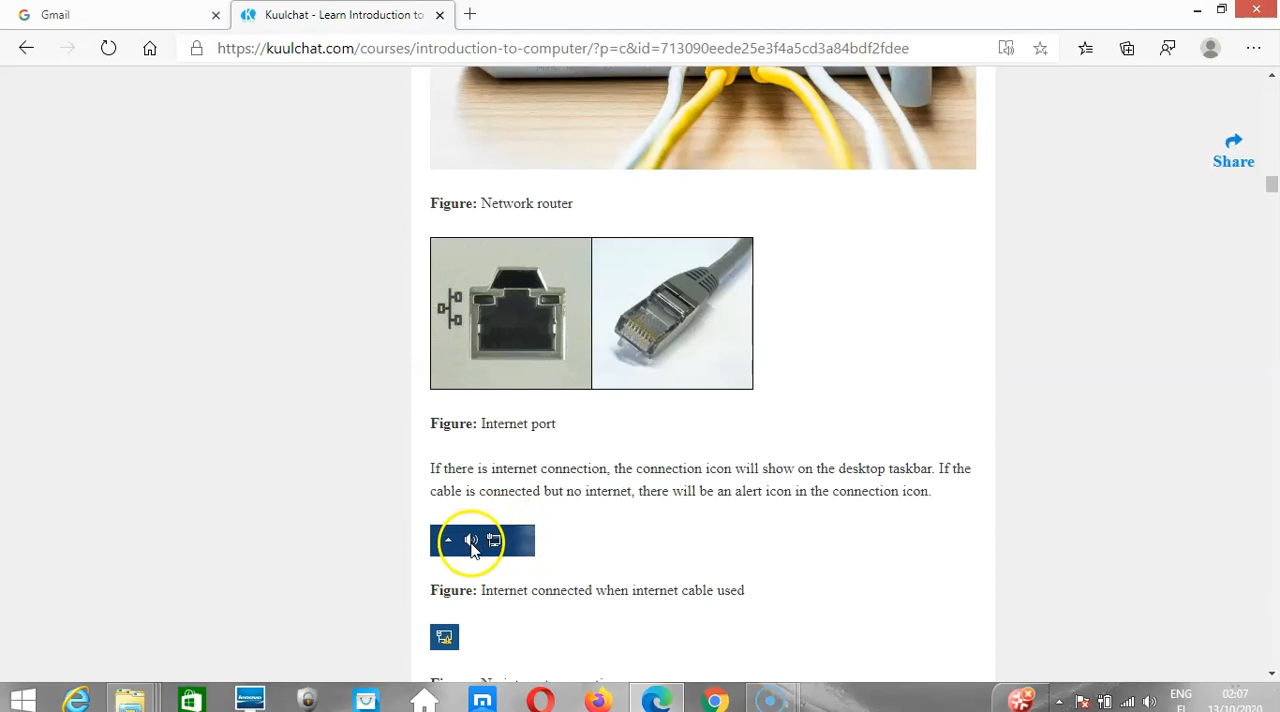 Gmail
Kuulchat - Learn Introduction to
https://kuulchat.com/courses/introduction-to-computer/?p=c&id=713090eede25e3f4a5cd3a84bdf2fdee
Share
Figure: Network router
Figure: Internet port
If there is internet connection, the connection icon will show on the desktop taskbar. If the
cable is connected but no internet, there will be an alert icon in the connection icon.
Figure: Internet connected when internet cable used
lenovo
ENG
02:07
13/10/2020